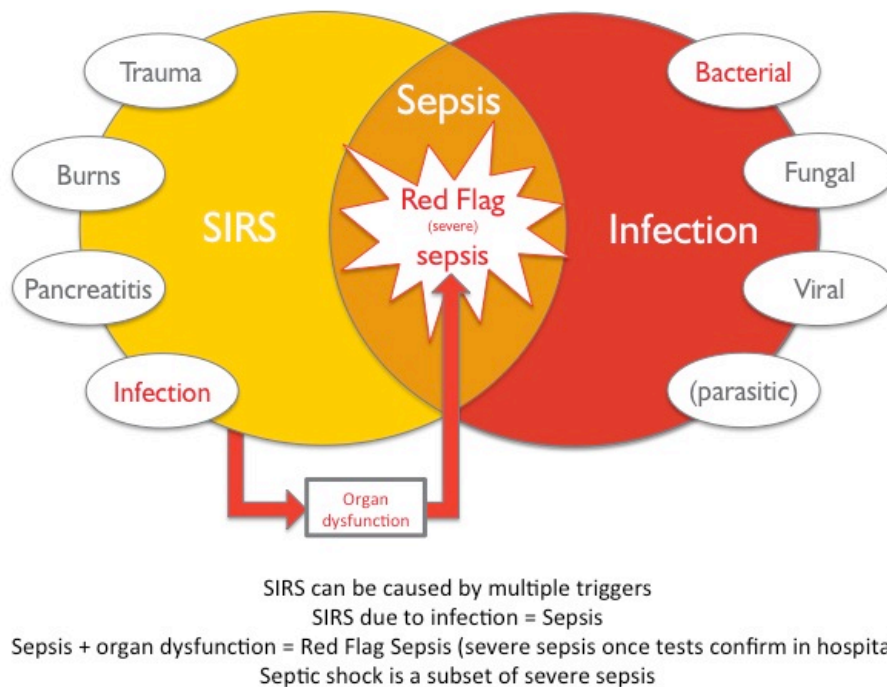 Trauma
Burns
Pancreatitis
Infection
SIRS
Sepsis
Red Flag
(severe)
sepsis
Infection
Bacterial
Fungal
Viral
(parasitic)
Organ
dysfunction
SIRS can be caused by multiple triggers
SIRS due to infection = Sepsis
Sepsis + organ dysfunction = Red Flag Sepsis (severe sepsis once tests confirm in hospita
Septic shock is a subset of severe sepsis